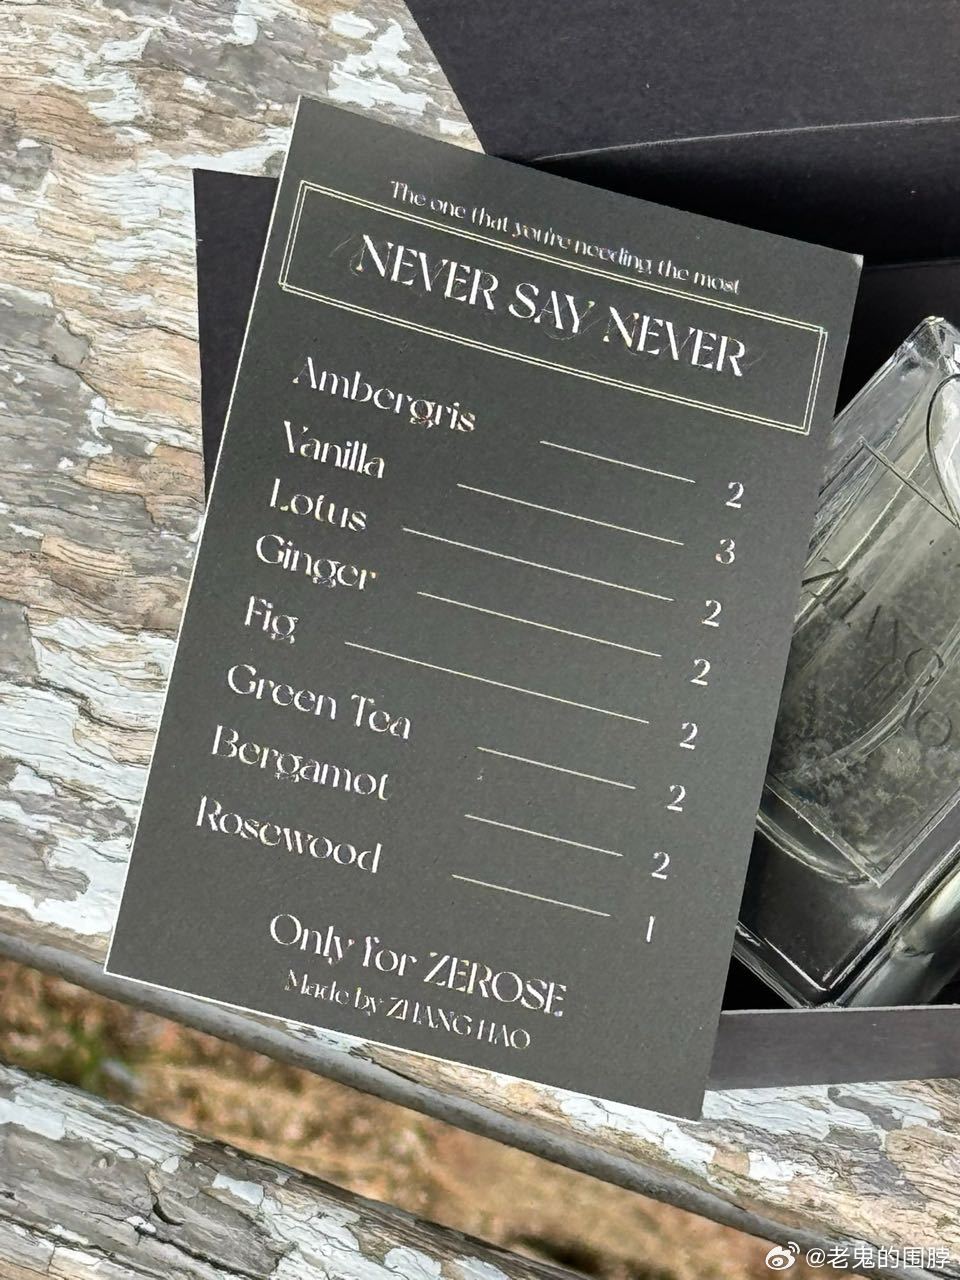 The one that you're needing the most
NEVER SAY NEVER
Ambergris 2
Vanilla 3
Lotus 2
Ginger 2
Fig 2
Green Tea 2
Bergamot 2
Rosewood 1
Only for ZEROSE
Made by ZHANG HAO
@老鬼的围脖